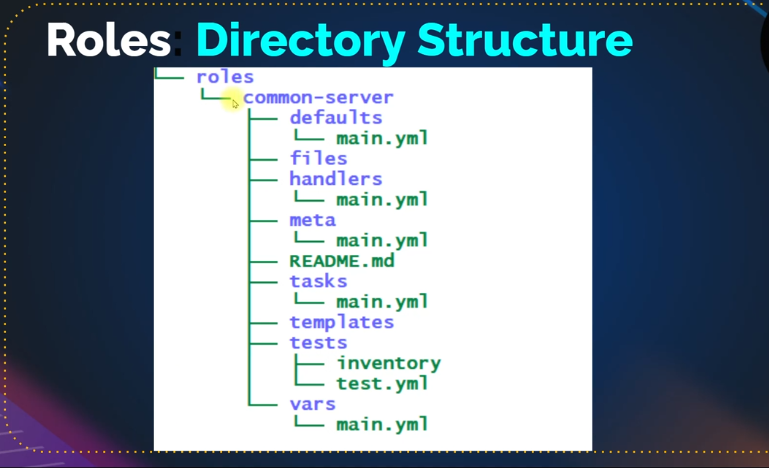 Roles: Directory Structure
└── roles
└── common-server
├── defaults
│ └── main.yml
├── files
├── handlers
│ └── main.yml
├── meta
│ └── main.yml
├── README.md
├── tasks
│ └── main.yml
├── templates
├── tests
│ ├── inventory
│ └── test.yml
└── vars
└── main.yml